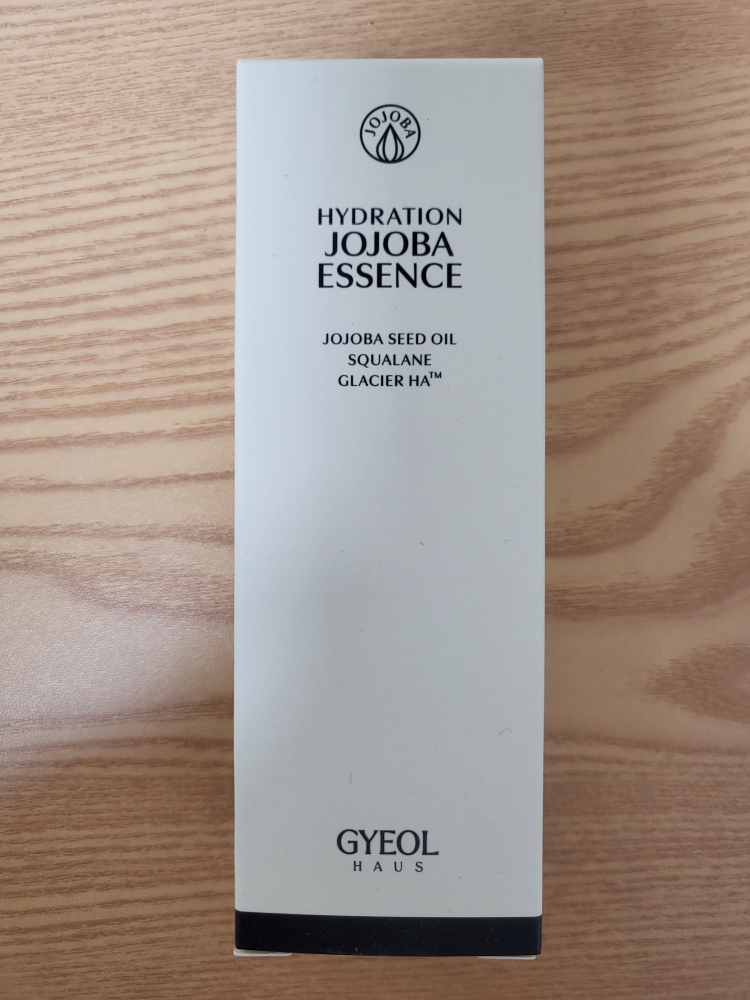 JOJOBA
HYDRATION
JOJOBA
ESSENCE
JOJOBA SEED OIL
SQUALANE
GLACIER HA™
GYEOL
HAUS